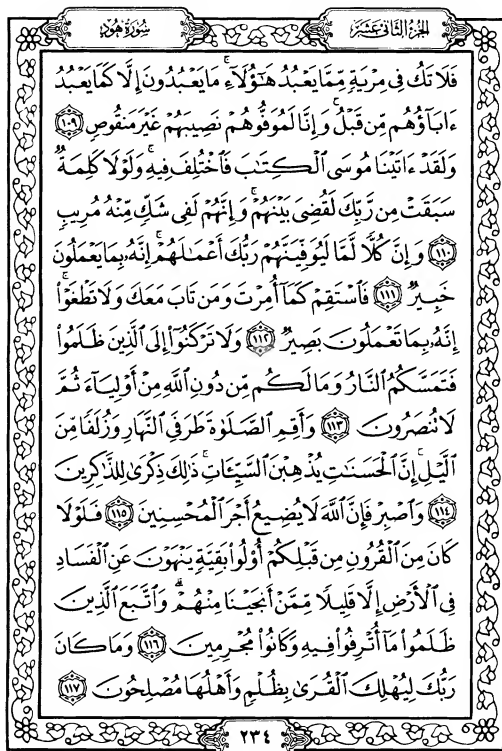 الجزء الثاني عشر
سورة هود
فَلَا تَكُ فِى مِرْيَةٍ مِّمَّا يَعْبُدُ هَٰٓؤُلَآءِ ۚ مَا يَعْبُدُونَ إِلَّا كَمَا يَعْبُدُ
ءَابَآؤُهُم مِّن قَبْلُ ۚ وَإِنَّا لَمُوَفُّوهُمْ نَصِيبَهُمْ غَيْرَ مَنقُوصٍ ١٠٩
وَلَقَدْ ءَاتَيْنَا مُوسَى ٱلْكِتَٰبَ فَٱخْتُلِفَ فِيهِ ۚ وَلَوْلَا كَلِمَةٌ
سَبَقَتْ مِن رَّبِّكَ لَقُضِىَ بَيْنَهُمْ ۚ وَإِنَّهُمْ لَفِى شَكٍّ مِّنْهُ مُرِيبٍ
١١٠ وَإِنَّ كُلًّا لَّمَّا لَيُوَفِّيَنَّهُمْ رَبُّكَ أَعْمَٰلَهُمْ ۚ إِنَّهُۥ بِمَا يَعْمَلُونَ
خَبِيرٌ ١١١ فَٱسْتَقِمْ كَمَآ أُمِرْتَ وَمَن تَابَ مَعَكَ وَلَا تَطْغَوْا۟ ۚ
إِنَّهُۥ بِمَا تَعْمَلُونَ بَصِيرٌ ١١٢ وَلَا تَرْكَنُوٓا۟ إِلَى ٱلَّذِينَ ظَلَمُوا۟
فَتَمَسَّكُمُ ٱلنَّارُ وَمَا لَكُم مِّن دُونِ ٱللَّهِ مِنْ أَوْلِيَآءَ ثُمَّ
لَا تُنصَرُونَ ١١٣ وَأَقِمِ ٱلصَّلَوٰةَ طَرَفَىِ ٱلنَّهَارِ وَزُلَفًا مِّنَ
ٱلَّيْلِ ۚ إِنَّ ٱلْحَسَنَٰتِ يُذْهِبْنَ ٱلسَّيِّـَٔاتِ ۚ ذَٰلِكَ ذِكْرَىٰ لِلذَّٰكِرِينَ
١١٤ وَٱصْبِرْ فَإِنَّ ٱللَّهَ لَا يُضِيعُ أَجْرَ ٱلْمُحْسِنِينَ ١١٥ فَلَوْلَا
كَانَ مِنَ ٱلْقُرُونِ مِن قَبْلِكُمْ أُو۟لُوا۟ بَقِيَّةٍ يَنْهَوْنَ عَنِ ٱلْفَسَادِ
فِى ٱلْأَرْضِ إِلَّا قَلِيلًا مِّمَّنْ أَنجَيْنَا مِنْهُمْ ۗ وَٱتَّبَعَ ٱلَّذِينَ
ظَلَمُوا۟ مَآ أُتْرِفُوا۟ فِيهِ وَكَانُوا۟ مُجْرِمِينَ ١١٦ وَمَا كَانَ
رَبُّكَ لِيُهْلِكَ ٱلْقُرَىٰ بِظُلْمٍ وَأَهْلُهَا مُصْلِحُونَ ١١٧
٢٣٤